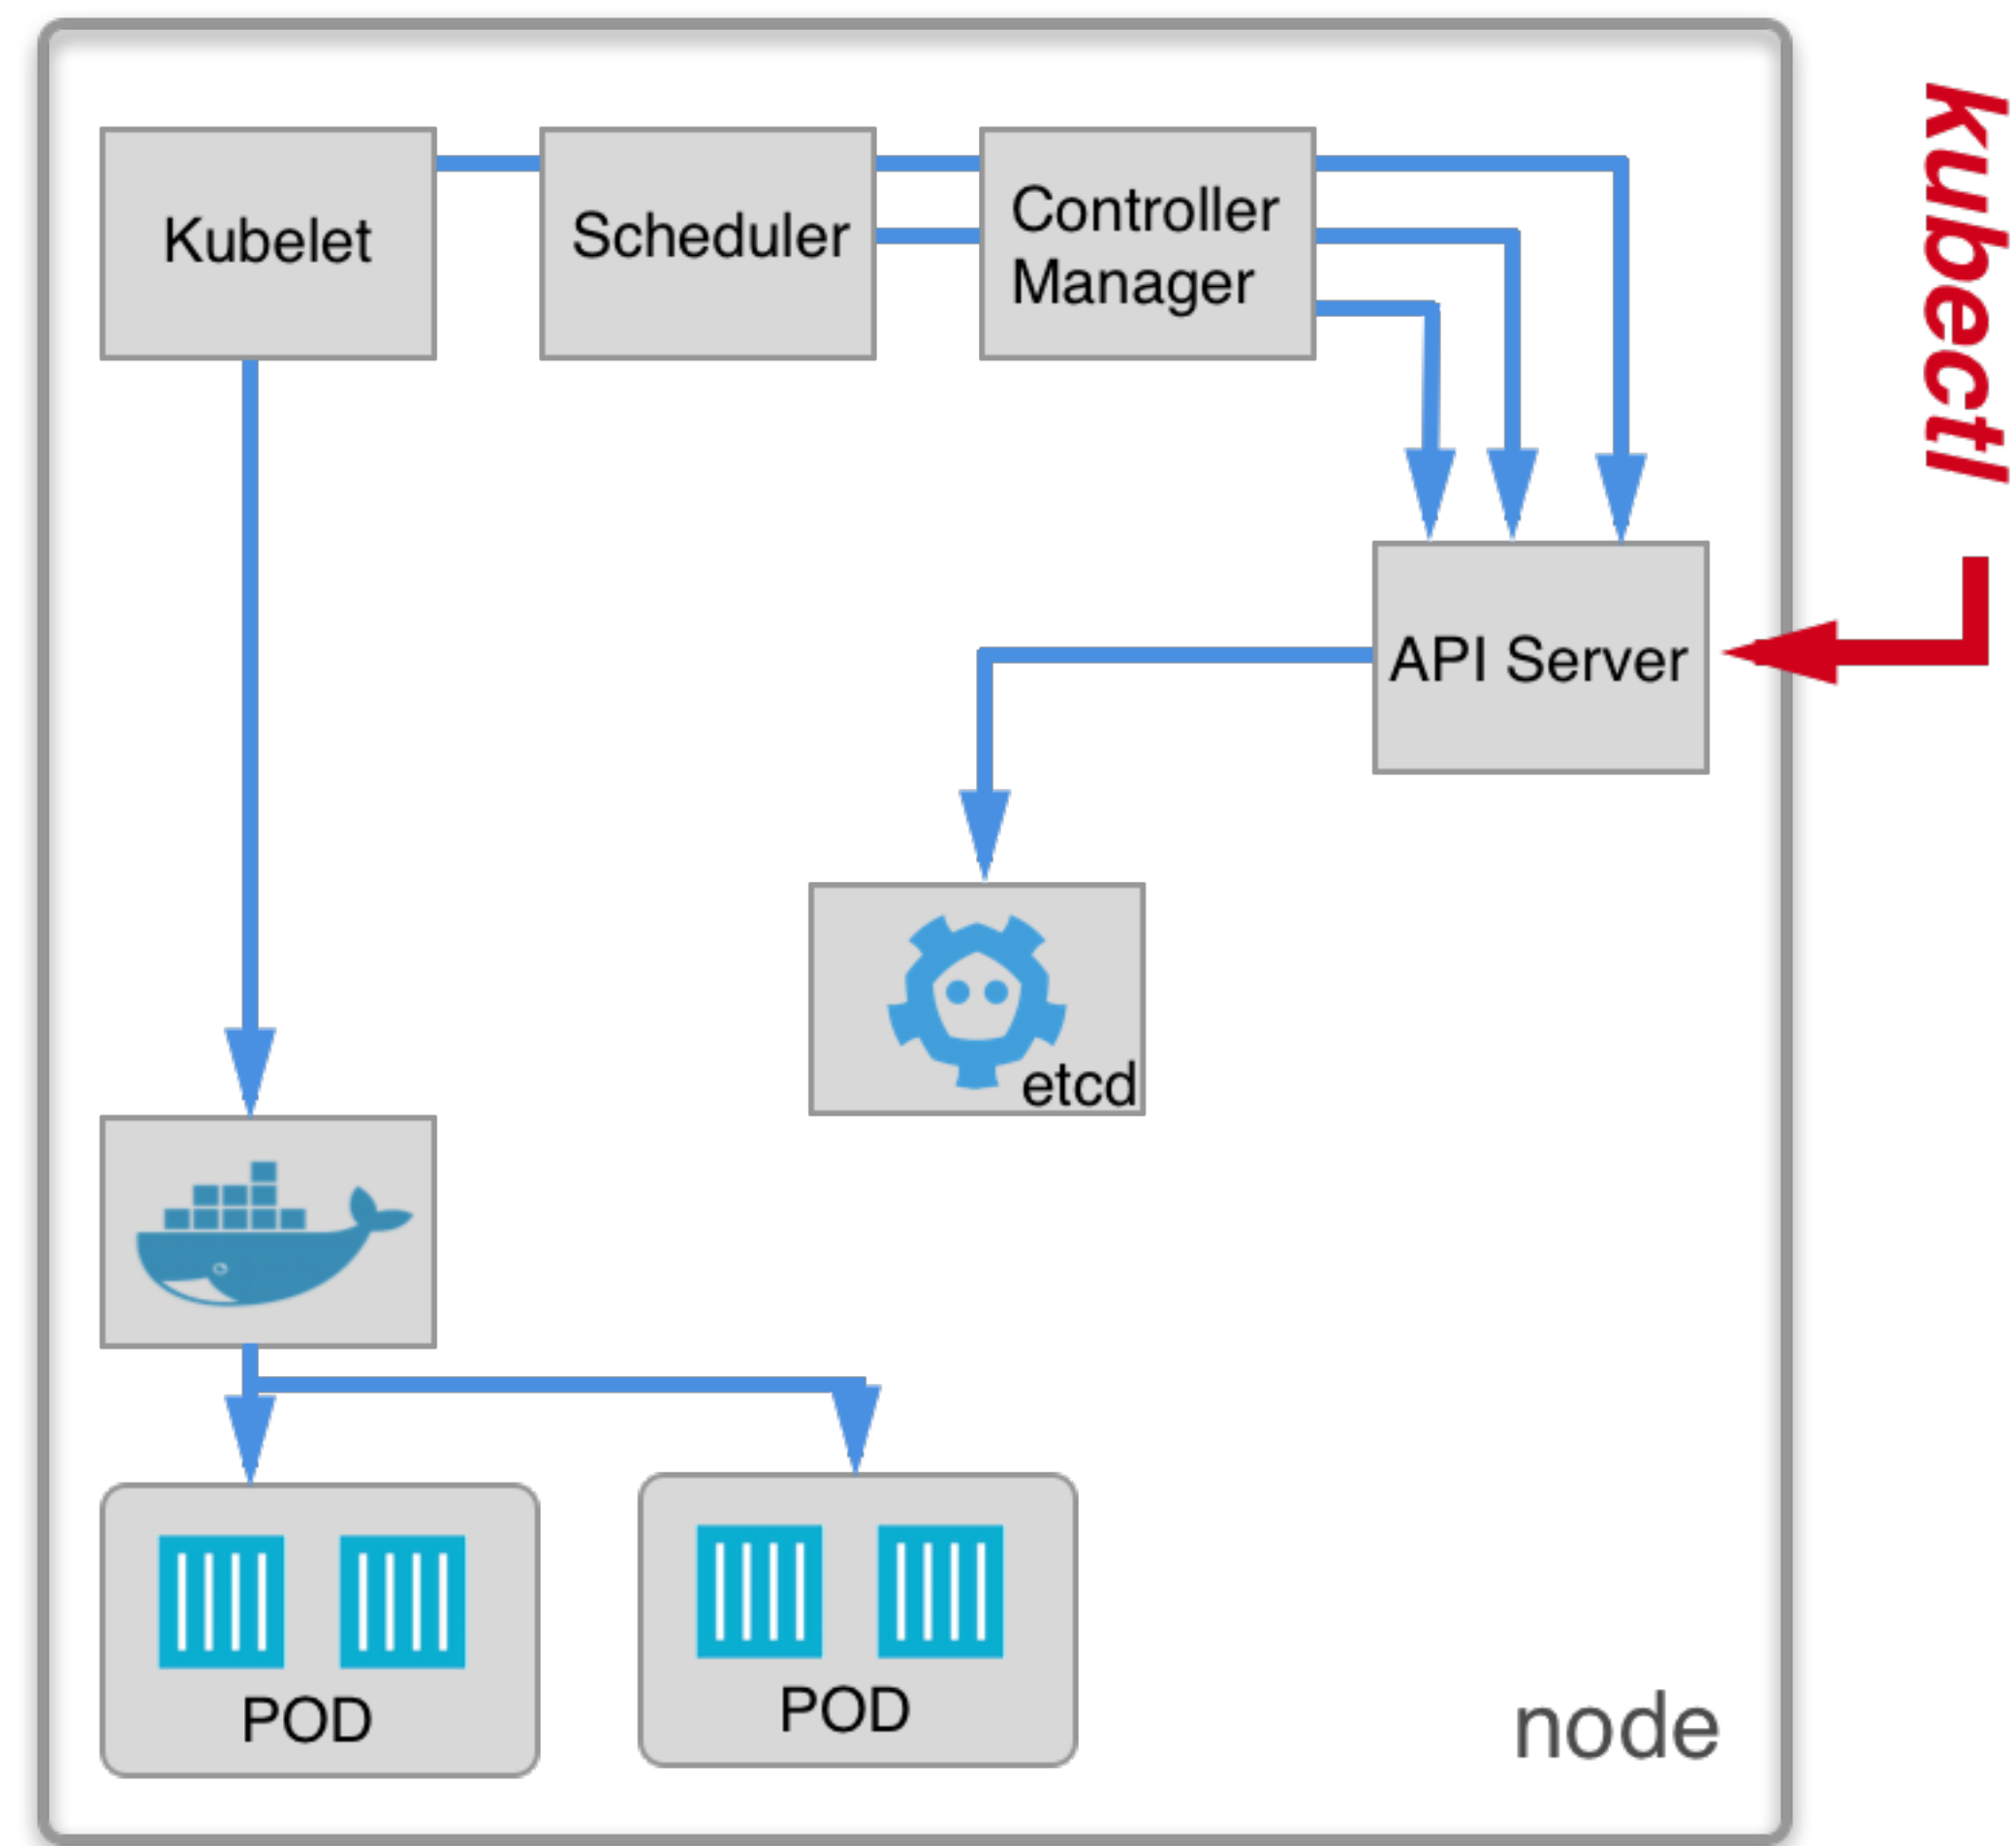 kubectl
Kubelet
Scheduler
Controller
Manager
API Server
etcd
POD
POD
node